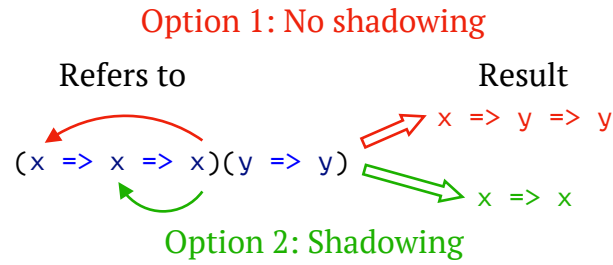 Option 1: No shadowing
Refers to
Result
x => y => y
(x => x => x)(y => y)
x => x
Option 2: Shadowing